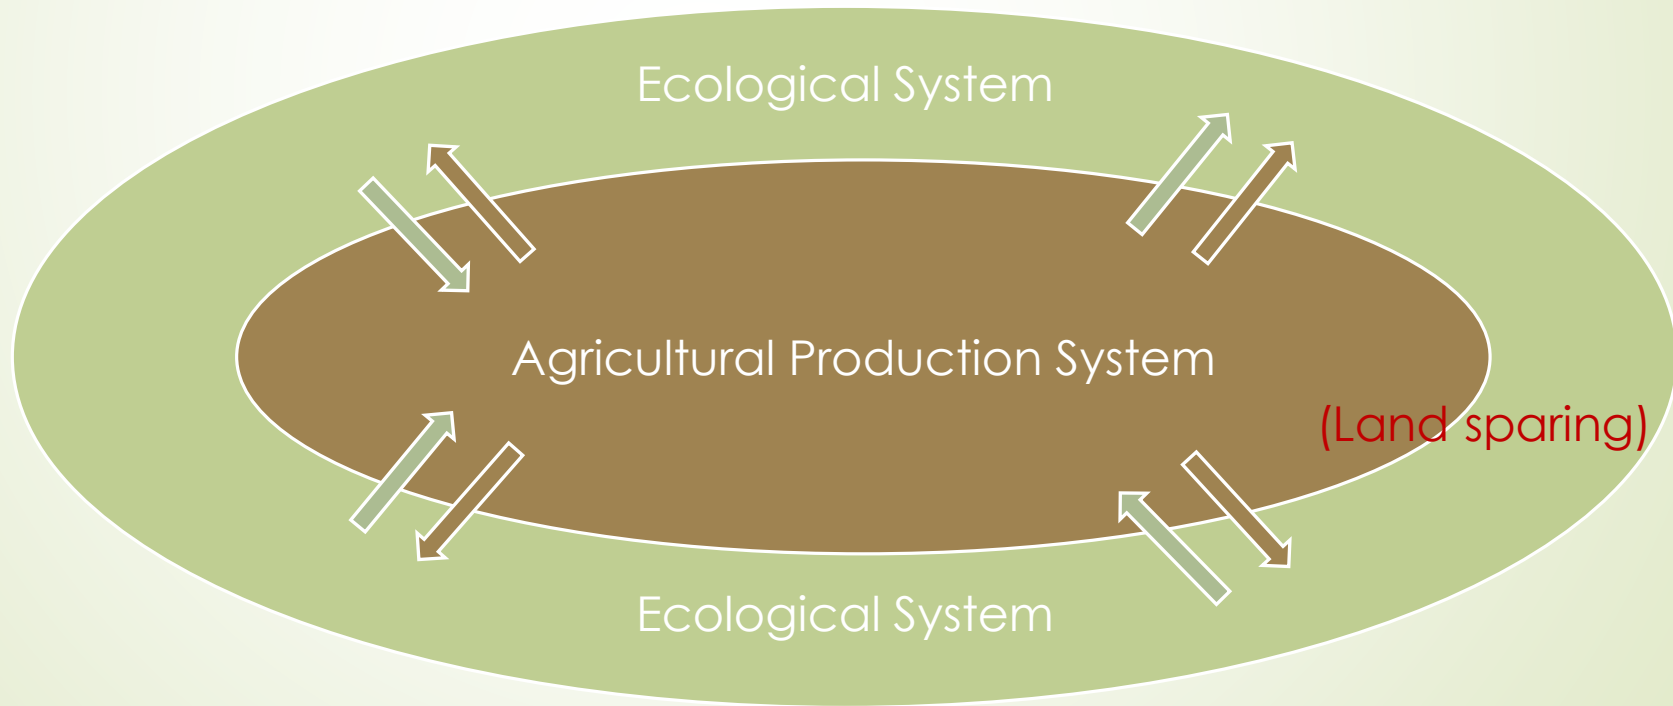 Ecological System
Agricultural Production System
(Land sparing)
Ecological System